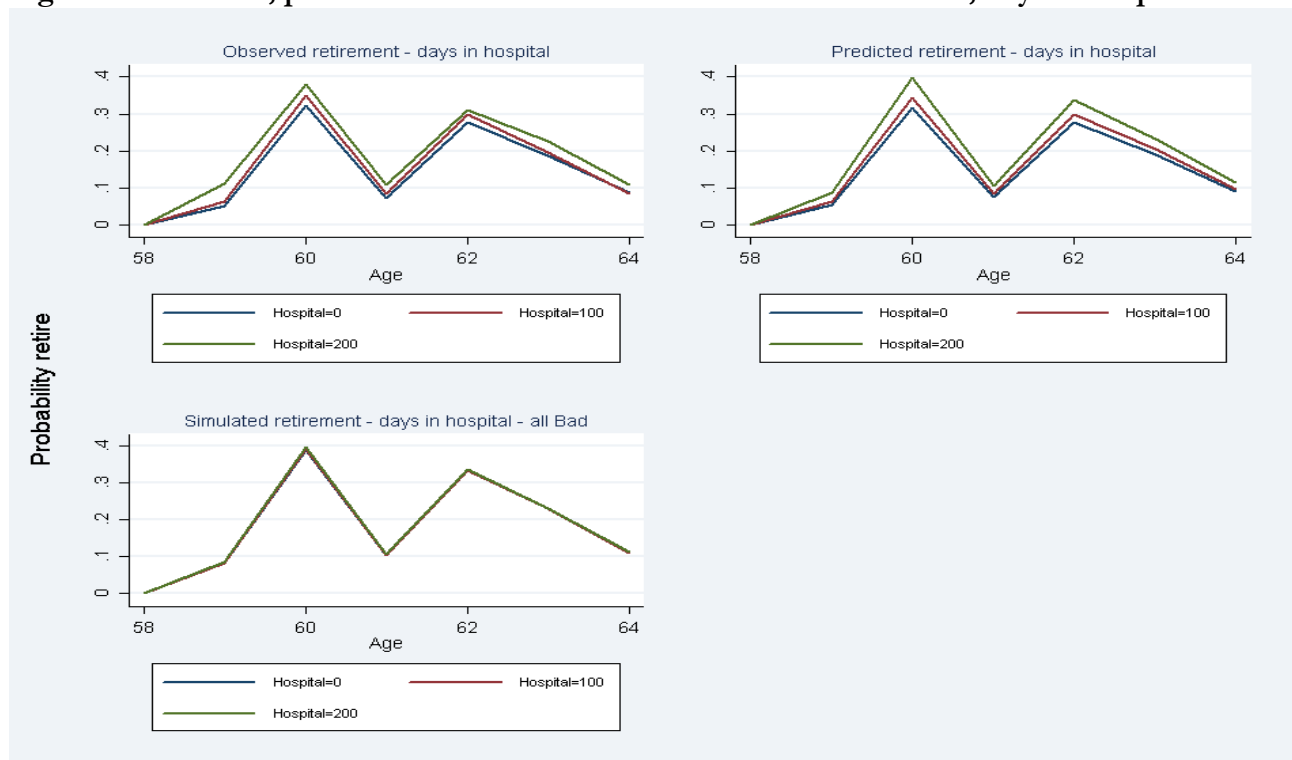 Observed retirement - days in hospital
.4
.3
.2
.1
0
58 60 62 64
Age
Hospital=0 Hospital=100
Hospital=200
Predicted retirement - days in hospital
.4
.3
.2
.1
0
58 60 62 64
Age
Hospital=0 Hospital=100
Hospital=200
Probability retire
Simulated retirement - days in hospital - all Bad
.4
.3
.2
.1
0
58 60 62 64
Age
Hospital=0 Hospital=100
Hospital=200